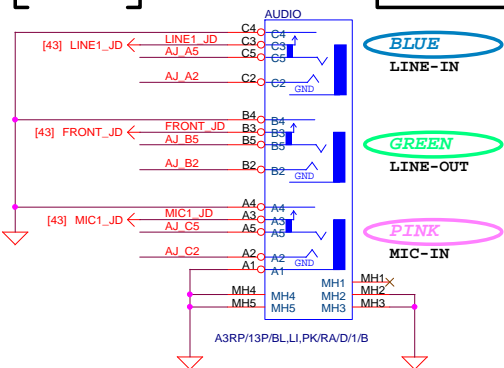 AUDIO
C4 C4
[43] LINE1_JD LINE1_JD C3 C3
AJ_A5 C5 C5
BLUE
LINE-IN
AJ_A2 C2 C2
GND
B4 B4
[43] FRONT_JD FRONT_JD B3 B3
AJ_B5 B5 B5
GREEN
LINE-OUT
AJ_B2 B2 B2
GND
A4 A4
[43] MIC1_JD MIC1_JD A3 A3
AJ_C5 A5 A5
PINK
MIC-IN
AJ_C2 A2 A2
GND
A1 A1
MH1 MH1
MH4 MH4 MH2 MH2
MH5 MH5 MH3 MH3
A3RP/13P/BL,LI,PK/RA/D/1/B